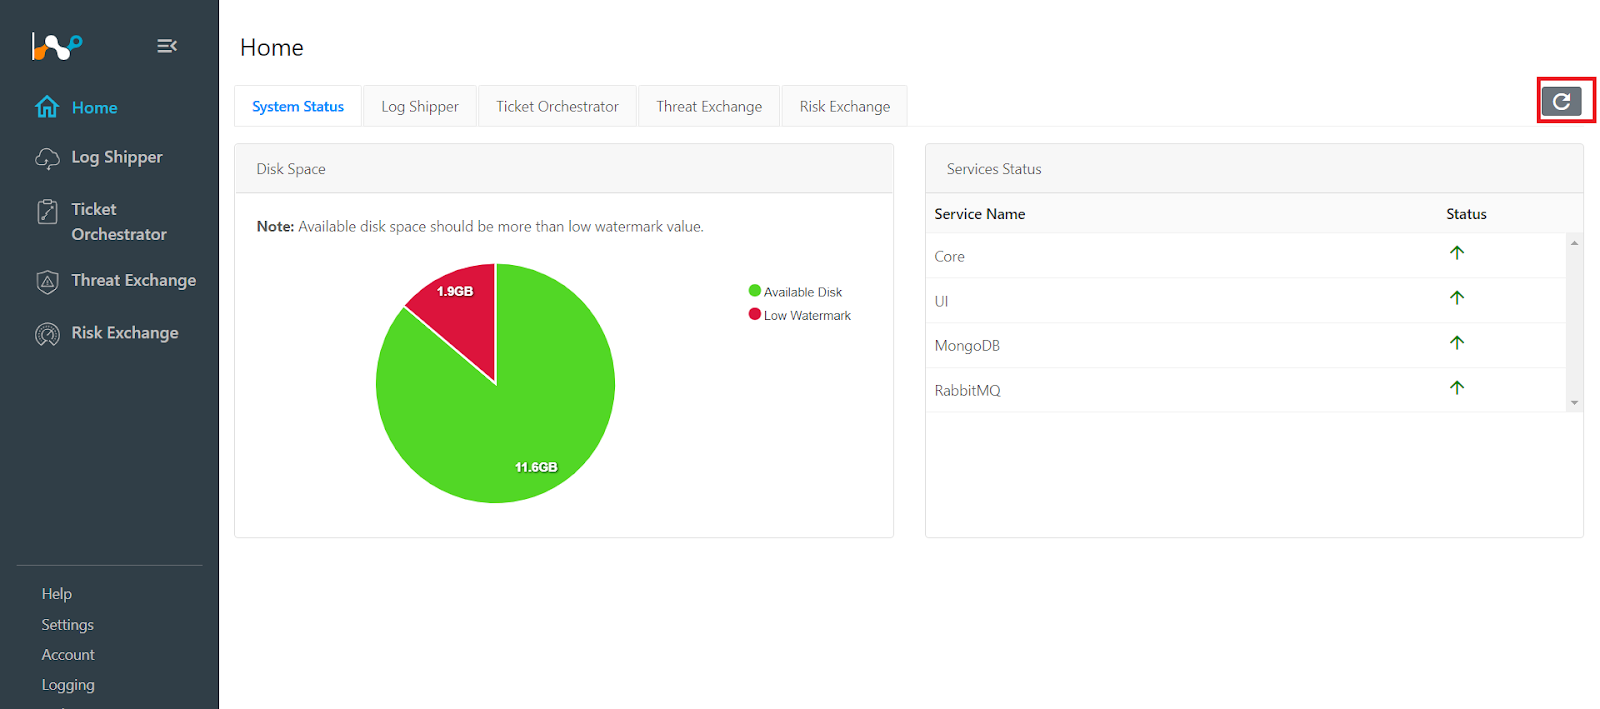 Home
Home
Log Shipper
Ticket
Orchestrator
Threat Exchange
Risk Exchange
Help
Settings
Account
Logging
System Status
Log Shipper
Ticket Orchestrator
Threat Exchange
Risk Exchange
Disk Space
Note: Available disk space should be more than low watermark value.
1.9GB
11.6GB
Available Disk
Low Watermark
Services Status
Service Name Status
Core
UI
MongoDB
RabbitMQ